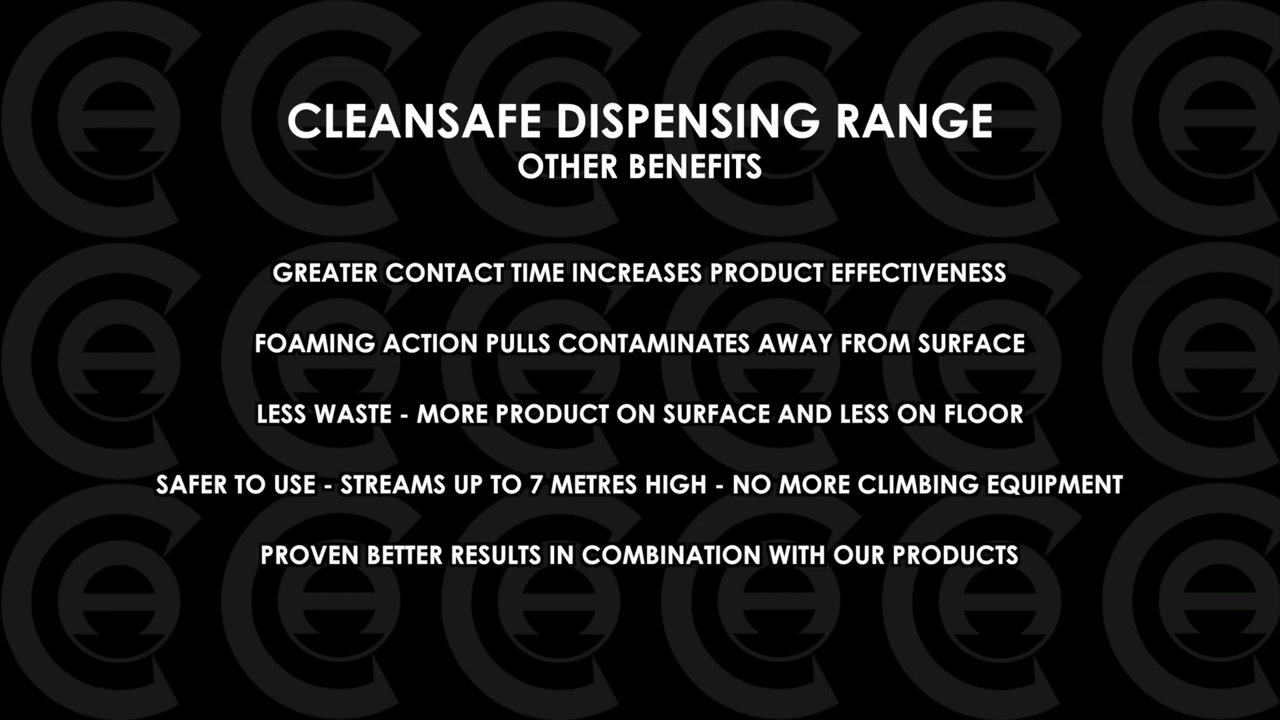 CLEANSAFE DISPENSING RANGE
OTHER BENEFITS
GREATER CONTACT TIME INCREASES PRODUCT EFFECTIVENESS
FOAMING ACTION PULLS CONTAMINATES AWAY FROM SURFACE
LESS WASTE - MORE PRODUCT ON SURFACE AND LESS ON FLOOR
SAFER TO USE - STREAMS UP TO 7 METRES HIGH - NO MORE CLIMBING EQUIPMENT
PROVEN BETTER RESULTS IN COMBINATION WITH OUR PRODUCTS